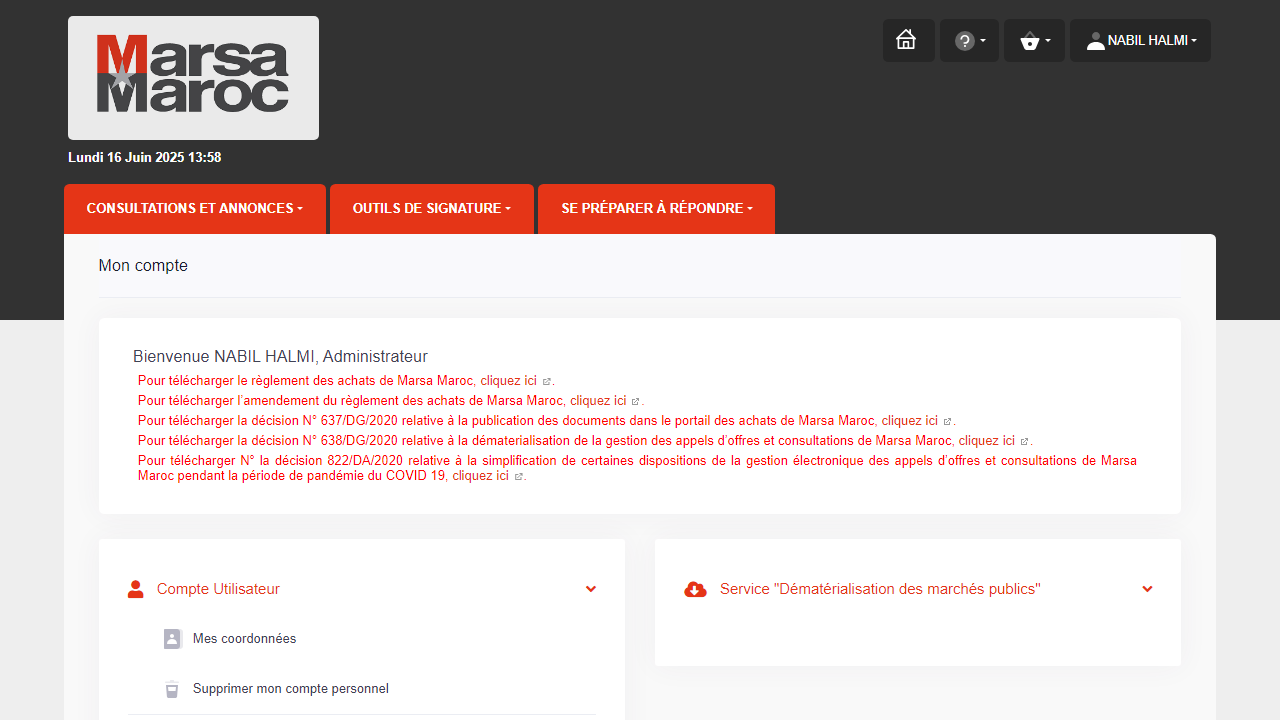 Marsa
Maroc
NABIL HALMI
Lundi 16 Juin 2025 13:58
CONSULTATIONS ET ANNONCES
OUTILS DE SIGNATURE
SE PRÉPARER À RÉPONDRE
Mon compte
Bienvenue NABIL HALMI, Administrateur
Pour télécharger le règlement des achats de Marsa Maroc, cliquez ici .
Pour télécharger l’amendement du règlement des achats de Marsa Maroc, cliquez ici .
Pour télécharger la décision N° 637/DG/2020 relative à la publication des documents dans le portail des achats de Marsa Maroc, cliquez ici .
Pour télécharger la décision N° 638/DG/2020 relative à la dématerialisation de la gestion des appels d’offres et consultations de Marsa Maroc, cliquez ici .
Pour télécharger N° la décision 822/DA/2020 relative à la simplification de certaines dispositions de la gestion électronique des appels d’offres et consultations de Marsa
Maroc pendant la période de pandémie du COVID 19, cliquez ici .
Compte Utilisateur
Service "Dématérialisation des marchés publics"
Mes coordonnées
Supprimer mon compte personnel